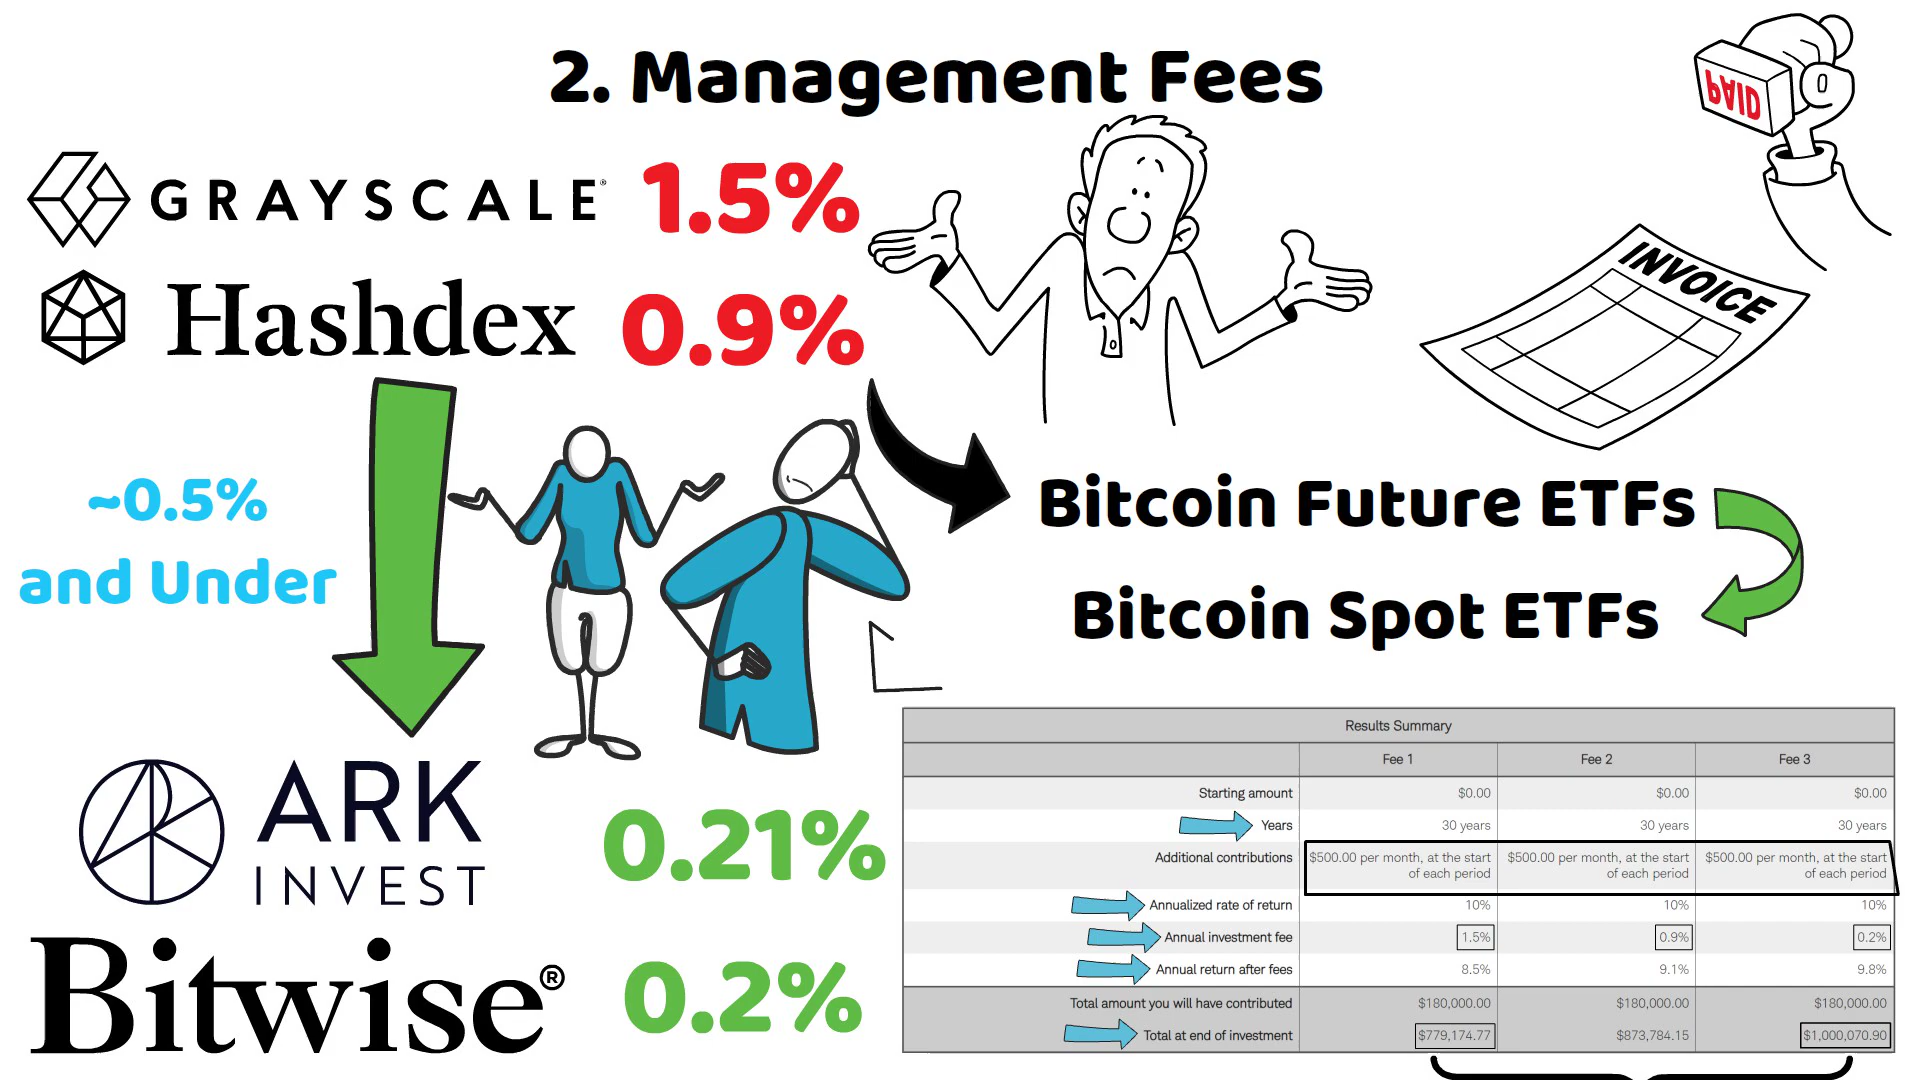 2. Management Fees
PAID
GRAYSCALE®
1.5%
INVOICE
Hashdex
0.9%
~0.5%
and Under
Bitcoin Future ETFs
Bitcoin Spot ETFs
ARK
INVEST
0.21%
Bitwise®
0.2%
Results Summary
Fee 1 Fee 2 Fee 3
Starting amount $0.00 $0.00 $0.00
Years 30 years 30 years 30 years
Additional contributions $500.00 per month, at the start of each period $500.00 per month, at the start of each period $500.00 per month, at the start of each period
Annualized rate of return 10% 10% 10%
Annual investment fee 1.5% 0.9% 0.2%
Annual return after fees 8.5% 9.1% 9.8%
Total amount you will have contributed $180,000.00 $180,000.00 $180,000.00
Total at end of investment $779,174.77 $873,784.15 $1,000,070.90